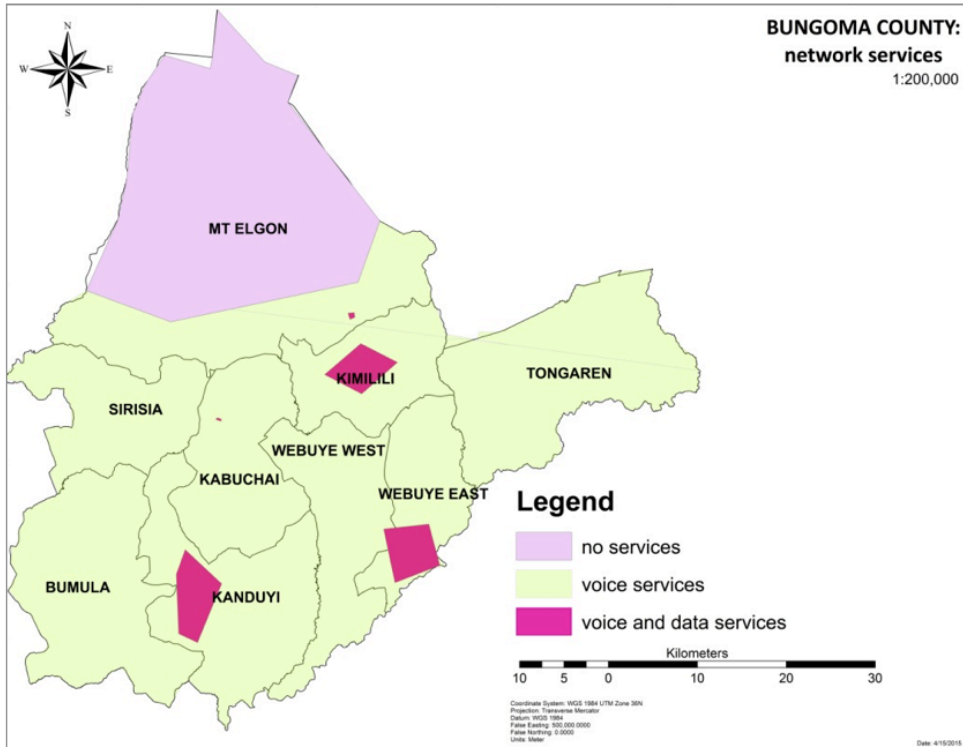 BUNGOMA COUNTY:
network services
1:200,000
N
W E
S
MT ELGON
KIMILILI
TONGAREN
SIRISIA
WEBUYE WEST
KABUCHAI
WEBUYE EAST
BUMULA
KANDUYI
Legend
no services
voice services
voice and data services
Kilometers
10 5 0 10 20 30
Coordinate System: WGS 1984 UTM Zone 36N
Projection: Transverse Mercator
Datum: WGS 1984
False Easting: 500,000.0000
False Northing: 0.0000
Units: Meter
Date: 4/15/2015